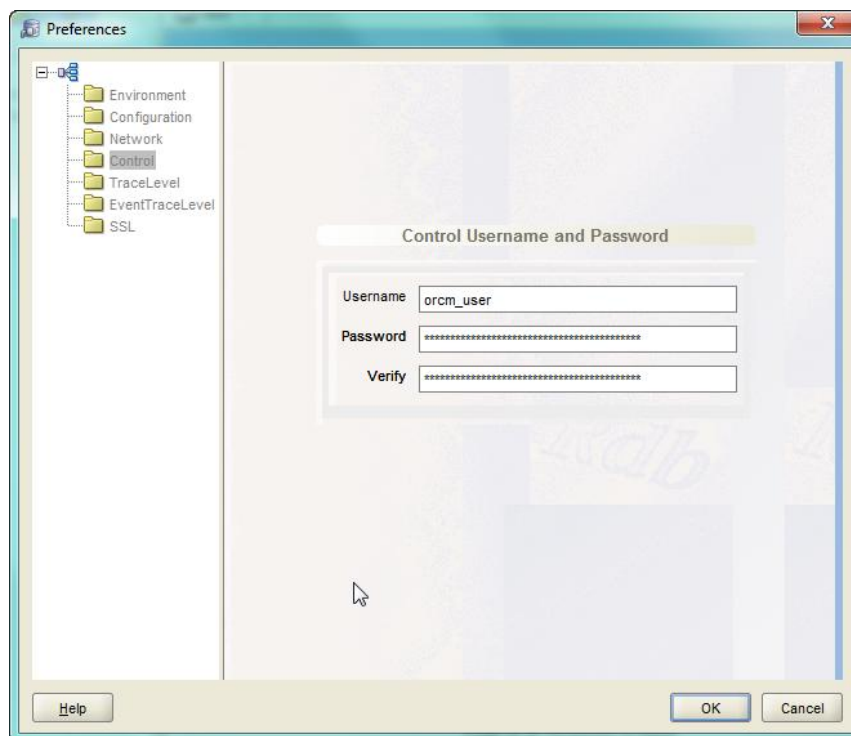 Preferences
Environment
Configuration
Network
Control
TraceLevel
EventTraceLevel
SSL
Control Username and Password
Username orcm_user
Password ******************************************
Verify ******************************************
Rdb
Help
OK
Cancel